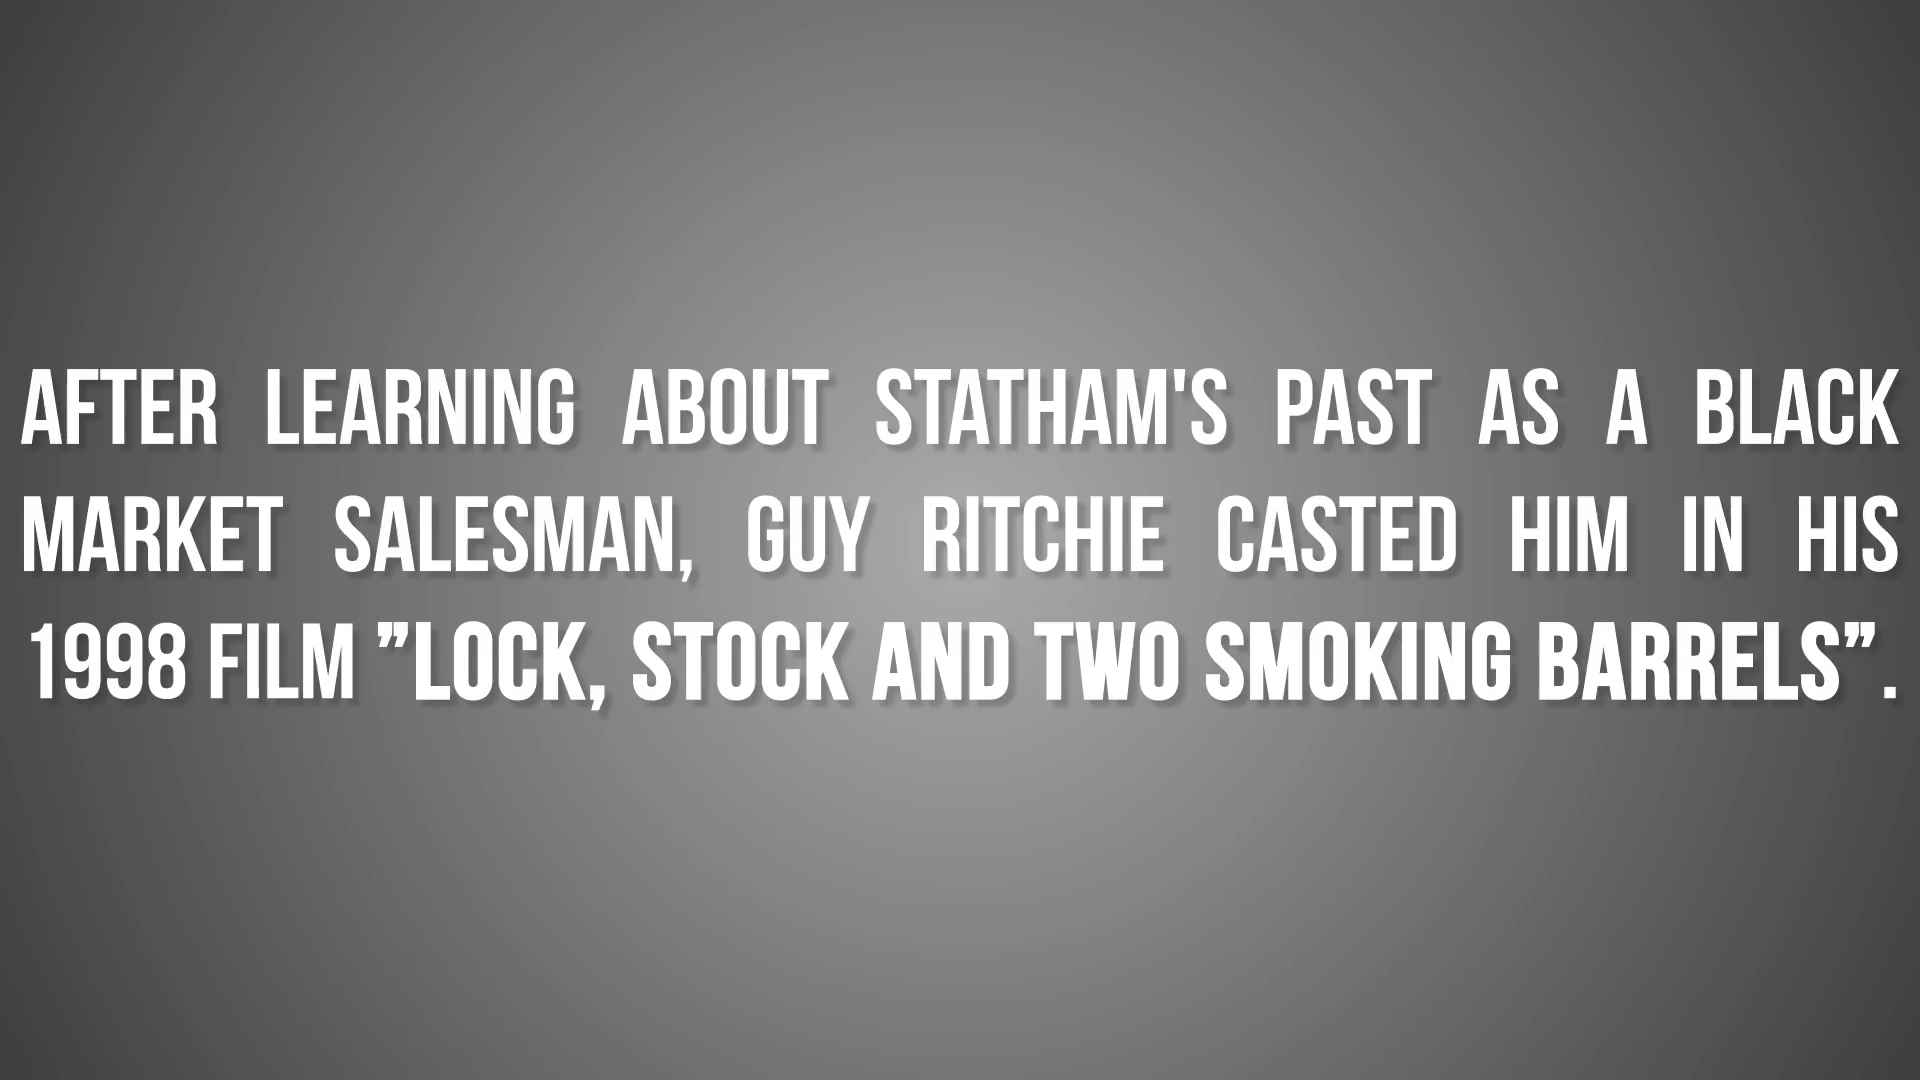 AFTER LEARNING ABOUT STATHAM'S PAST AS A BLACK
MARKET SALESMAN, GUY RITCHIE CASTED HIM IN HIS
1998 FILM ”LOCK, STOCK AND TWO SMOKING BARRELS”.